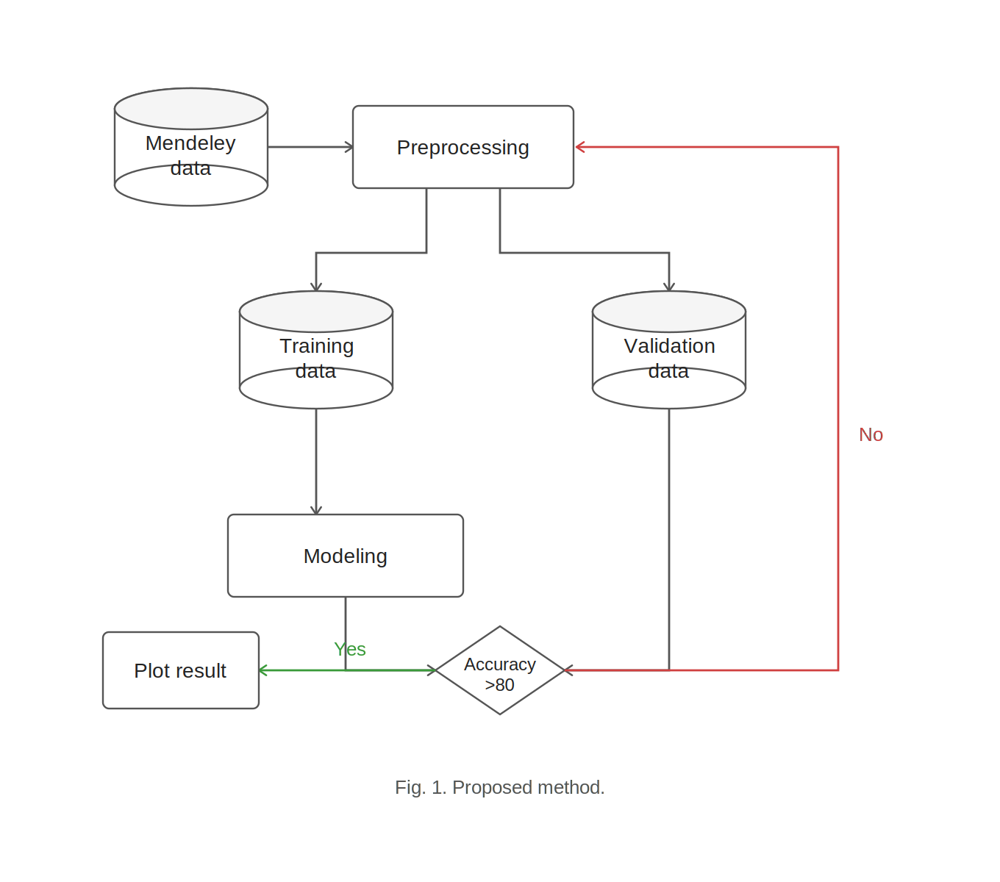 Mendeley
data
Preprocessing
Training
data
Validation
data
No
Modeling
Yes
Plot result
Accuracy
>80
Fig. 1. Proposed method.